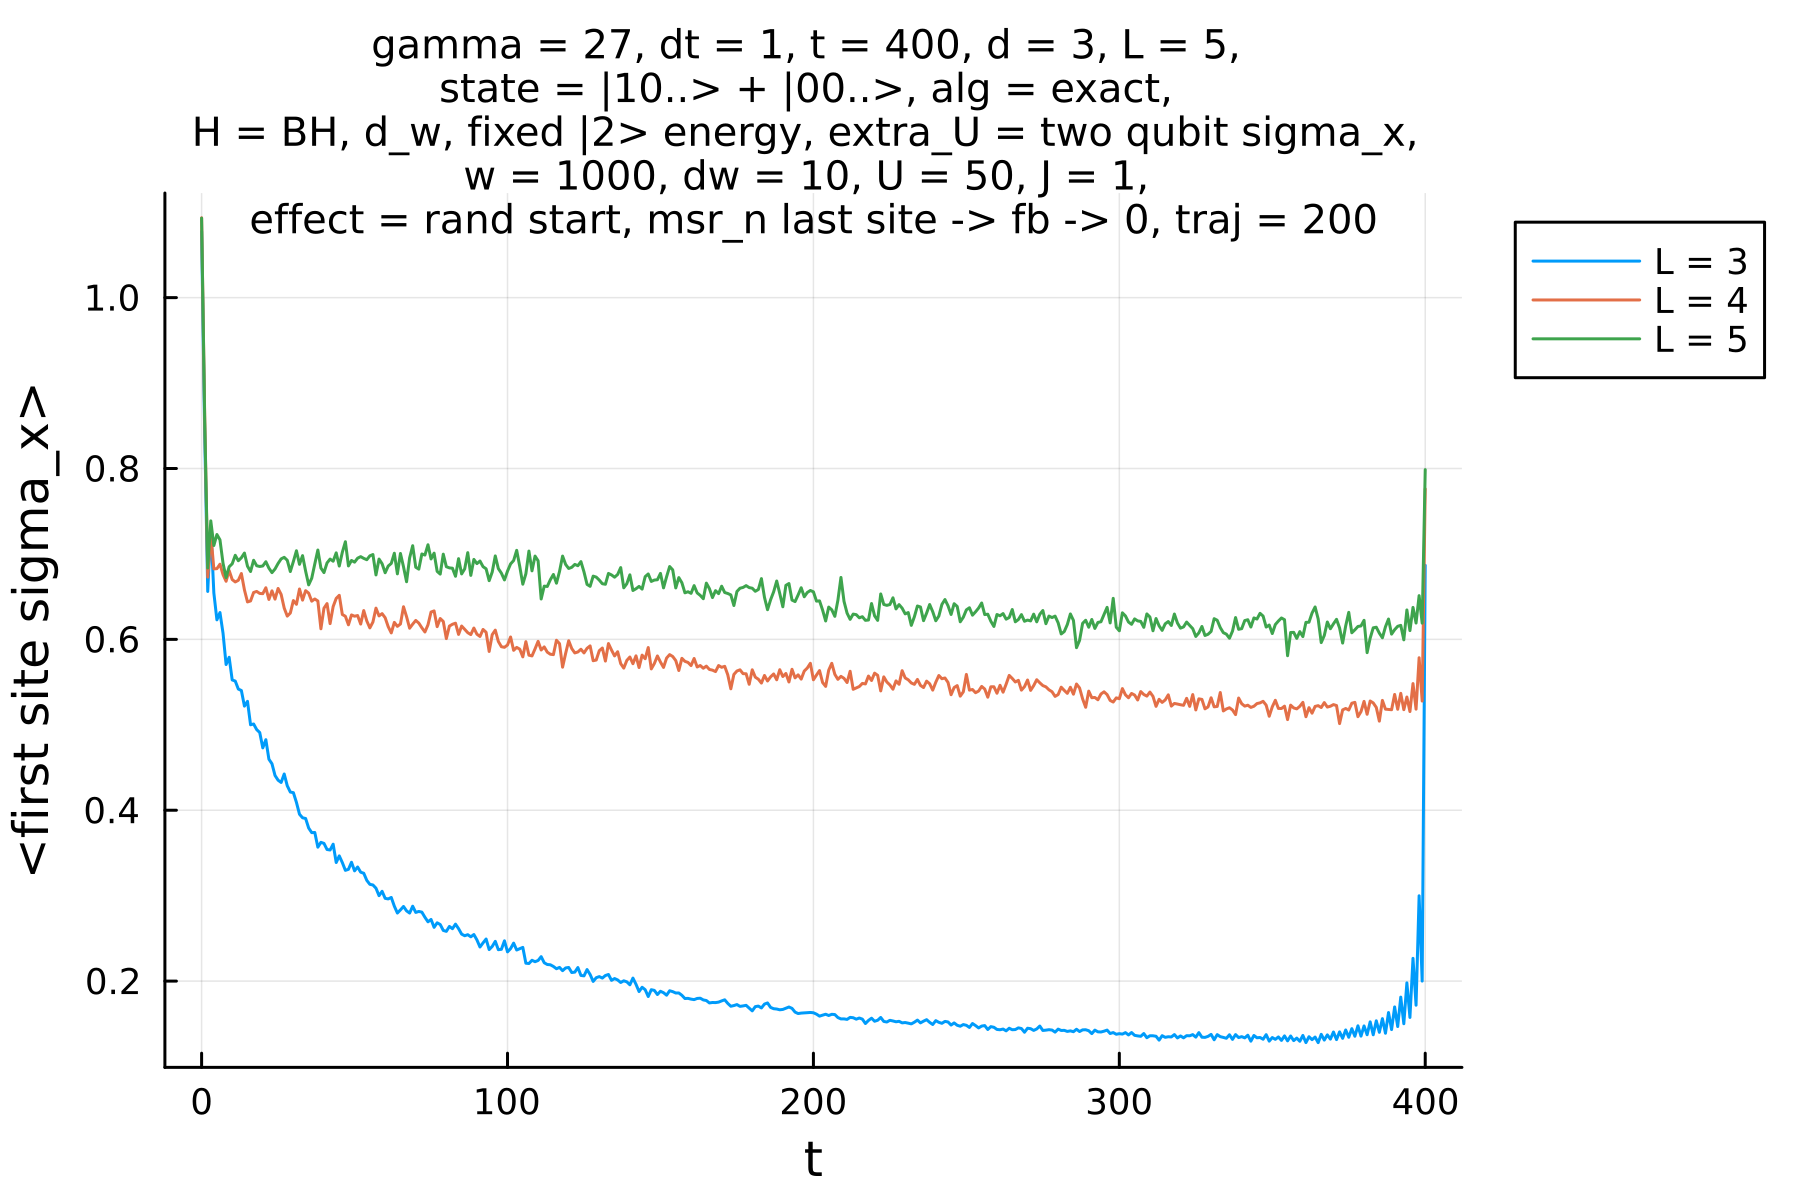 gamma = 27, dt = 1, t = 400, d = 3, L = 5,
state = |10..> + |00..>, alg = exact,
H = BH, d_w, fixed |2> energy, extra_U = two qubit sigma_x,
w = 1000, dw = 10, U = 50, J = 1,
effect = rand start, msr_n last site -> fb -> 0, traj = 200
L = 3
L = 4
L = 5
<first site sigma_x>
1.0
0.8
0.6
0.4
0.2
0
100
200
300
400
t